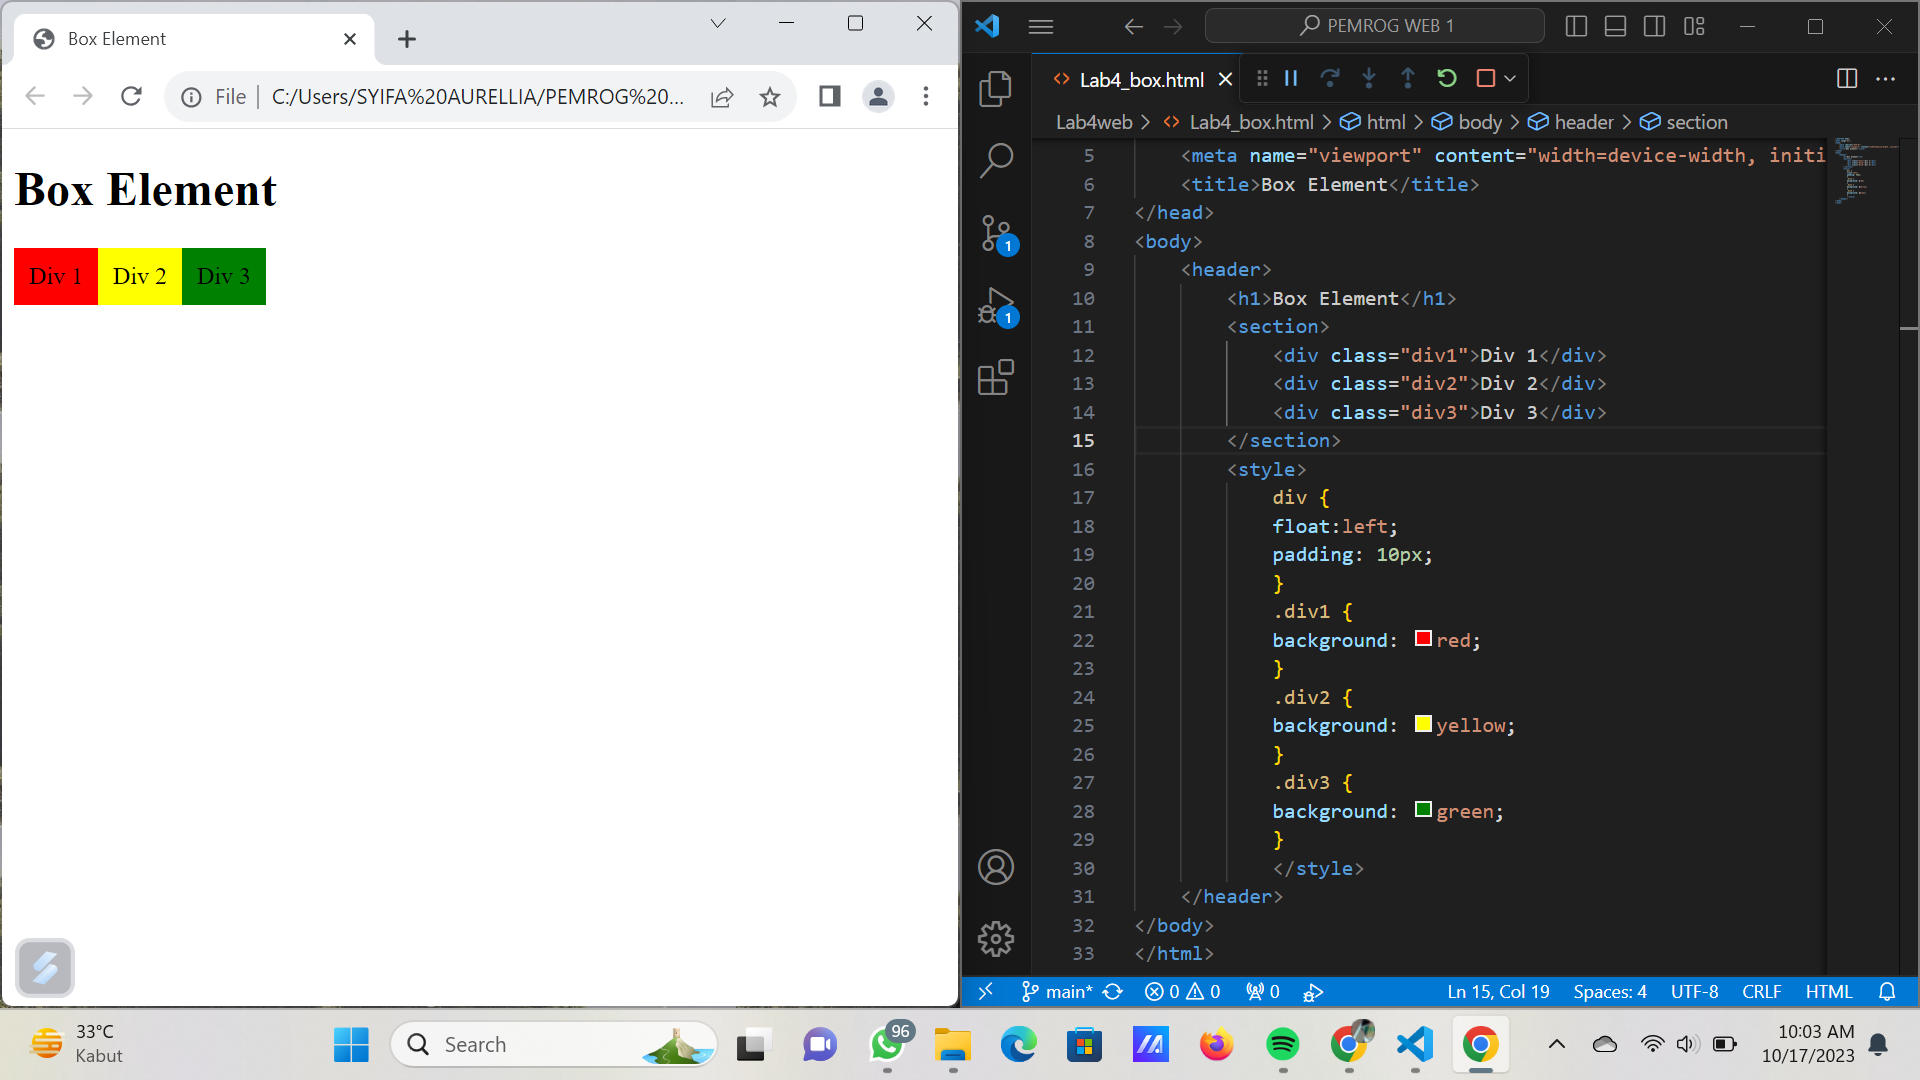 Box Element
File
C:/Users/SYIFA%20AURELLIA/PEMROG%20...
Box Element
Div 1 Div 2 Div 3
PEMROG WEB 1
Lab4_box.html
Lab4web > Lab4_box.html > html > body > header > section
5 <meta name="viewport" content="width=device-width, initi
6 <title>Box Element</title>
7 </head>
8 <body>
9 <header>
10 <h1>Box Element</h1>
11 <section>
12 <div class="div1">Div 1</div>
13 <div class="div2">Div 2</div>
14 <div class="div3">Div 3</div>
15 </section>
16 <style>
17 div {
18 float:left;
19 padding: 10px;
20 }
21 .div1 {
22 background: red;
23 }
24 .div2 {
25 background: yellow;
26 }
27 .div3 {
28 background: green;
29 }
30 </style>
31 </header>
32 </body>
33 </html>
1
1
main* 0 0 0 Ln 15, Col 19 Spaces: 4 UTF-8 CRLF HTML
33°C
Kabut
Search
96
10:03 AM
10/17/2023